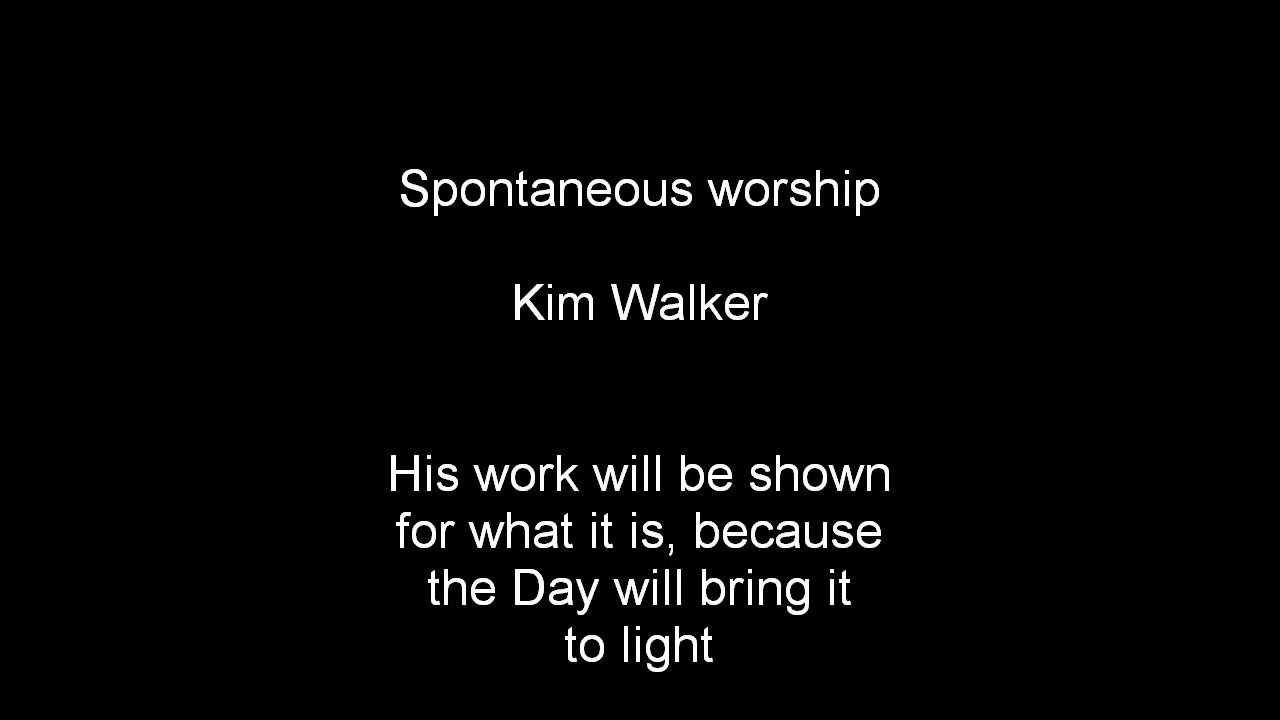 Spontaneous worship
Kim Walker
His work will be shown
for what it is, because
the Day will bring it
to light